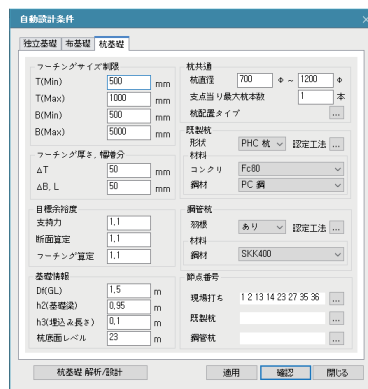 自動設計条件
独立基礎 布基礎 杭基礎
フーチングサイズ制限
T(Min) 500 mm
T(Max) 1000 mm
B(Min) 500 mm
B(Max) 5000 mm
フーチング厚さ, 幅増分
ΔT 50 mm
ΔB, L 50 mm
目標余裕度
支持力 1,1
断面算定 1,1
フーチング算定 1,1
基礎情報
Df(GL) 1,5 m
h2(基礎梁) 0,95 m
h3(埋込み長さ) 0,1 m
杭底面レベル 23 m
杭共通
杭直径 700 Φ ~ 1200 Φ
支点当り最大杭本数 1 本
杭配置タイプ ...
既製杭
形状 PHC 杭 認定工法 ...
材料
コンクリ Fc80
鋼材 PC 鋼
鋼管杭
羽根 あり 認定工法 ...
材料
鋼材 SKK400
節点番号
現場打ち 1 2 13 14 23 27 35 36 ...
既製杭 ...
鋼管杭 ...
杭基礎 解析/設計 適用 確認 閉じる